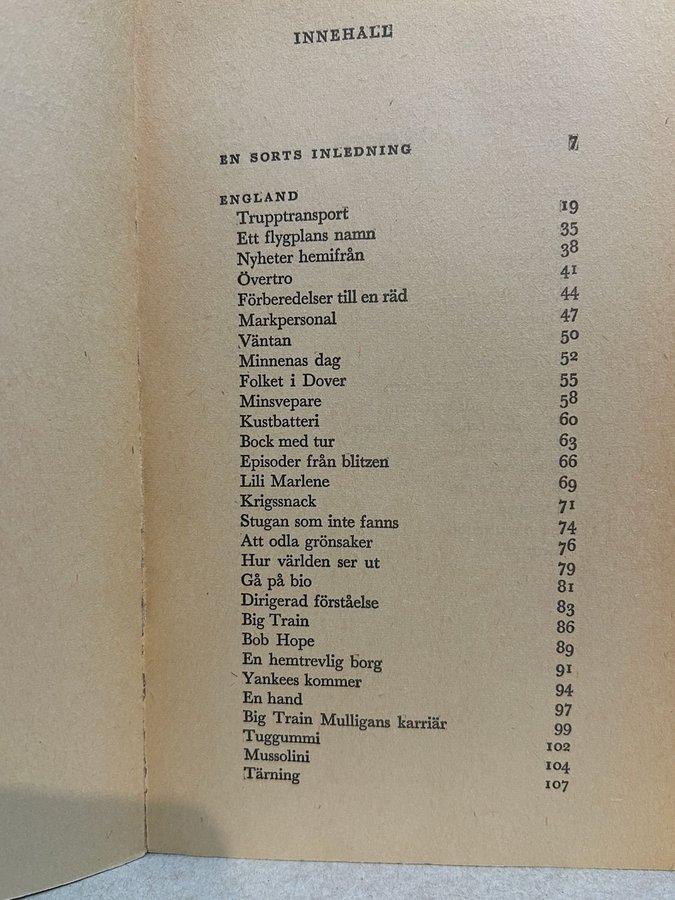 INNEHÅLL
EN SORTS INLEDNING 7
ENGLAND
Trupptransport 19
Ett flygplans namn 35
Nyheter hemifrån 38
Övertro 41
Förberedelser till en räd 44
Markpersonal 47
Väntan 50
Minnenas dag 52
Folket i Dover 55
Minsvepare 58
Kustbatteri 60
Bock med tur 63
Episoder från blitzen 66
Lili Marlene 69
Krigssnack 71
Stugan som inte fanns 74
Att odla grönsaker 76
Hur världen ser ut 79
Gå på bio 81
Dirigerad förståelse 83
Big Train 86
Bob Hope 89
En hemtrevlig borg 91
Yankees kommer 94
En hand 97
Big Train Mulligans karriär 99
Tuggummi 102
Mussolini 104
Tärning 107